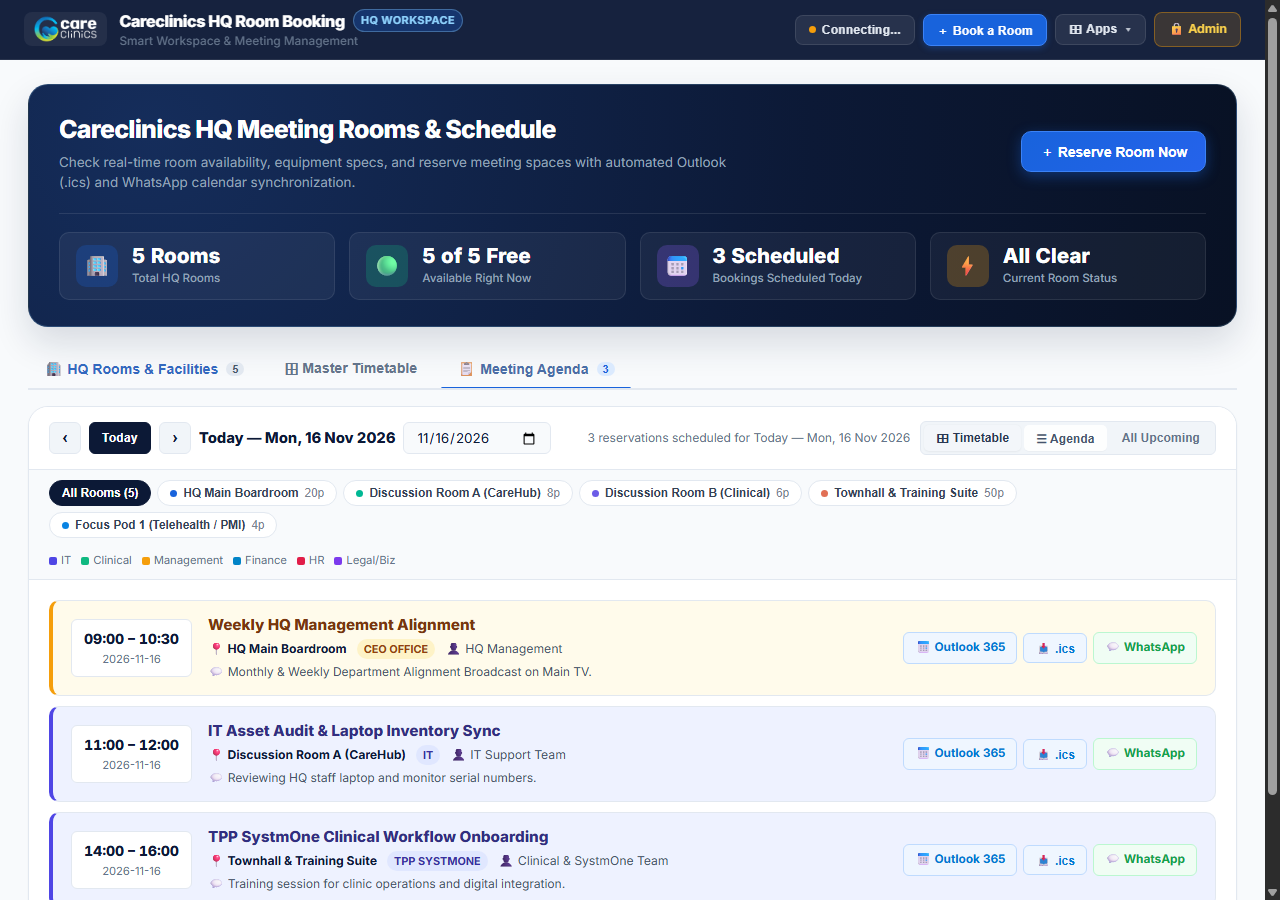 care clinics
Careclinics HQ Room Booking
HQ WORKSPACE
Smart Workspace & Meeting Management
Connecting...
+ Book a Room
Apps
Admin
Careclinics HQ Meeting Rooms & Schedule
Check real-time room availability, equipment specs, and reserve meeting spaces with automated Outlook
(.ics) and WhatsApp calendar synchronization.
+ Reserve Room Now
5 Rooms
Total HQ Rooms
5 of 5 Free
Available Right Now
3 Scheduled
Bookings Scheduled Today
All Clear
Current Room Status
HQ Rooms & Facilities 5
Master Timetable
Meeting Agenda 3
‹ Today › Today — Mon, 16 Nov 2026 11/16/2026
3 reservations scheduled for Today — Mon, 16 Nov 2026
Timetable
Agenda
All Upcoming
All Rooms (5)
HQ Main Boardroom 20p
Discussion Room A (CareHub) 8p
Discussion Room B (Clinical) 6p
Townhall & Training Suite 50p
Focus Pod 1 (Telehealth / PMI) 4p
IT Clinical Management Finance HR Legal/Biz
09:00 – 10:30
2026-11-16
Weekly HQ Management Alignment
HQ Main Boardroom CEO OFFICE HQ Management
Monthly & Weekly Department Alignment Broadcast on Main TV.
Outlook 365
.ics
WhatsApp
11:00 – 12:00
2026-11-16
IT Asset Audit & Laptop Inventory Sync
Discussion Room A (CareHub) IT IT Support Team
Reviewing HQ staff laptop and monitor serial numbers.
Outlook 365
.ics
WhatsApp
14:00 – 16:00
2026-11-16
TPP SystmOne Clinical Workflow Onboarding
Townhall & Training Suite TPP SYSTMONE Clinical & SystmOne Team
Training session for clinic operations and digital integration.
Outlook 365
.ics
WhatsApp